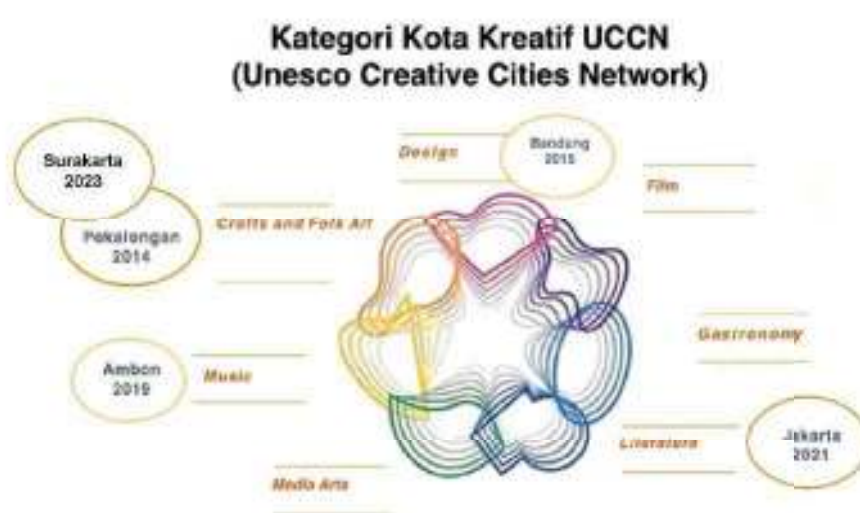 Kategori Kota Kreatif UCCN
(Unesco Creative Cities Network)
Surakarta
2023
Pekalongan
2014
Crafts and Folk Art
Design
Bandung
2015
Film
Ambon
2019
Music
Gastronomy
Literature
Jakarta
2021
Media Arts